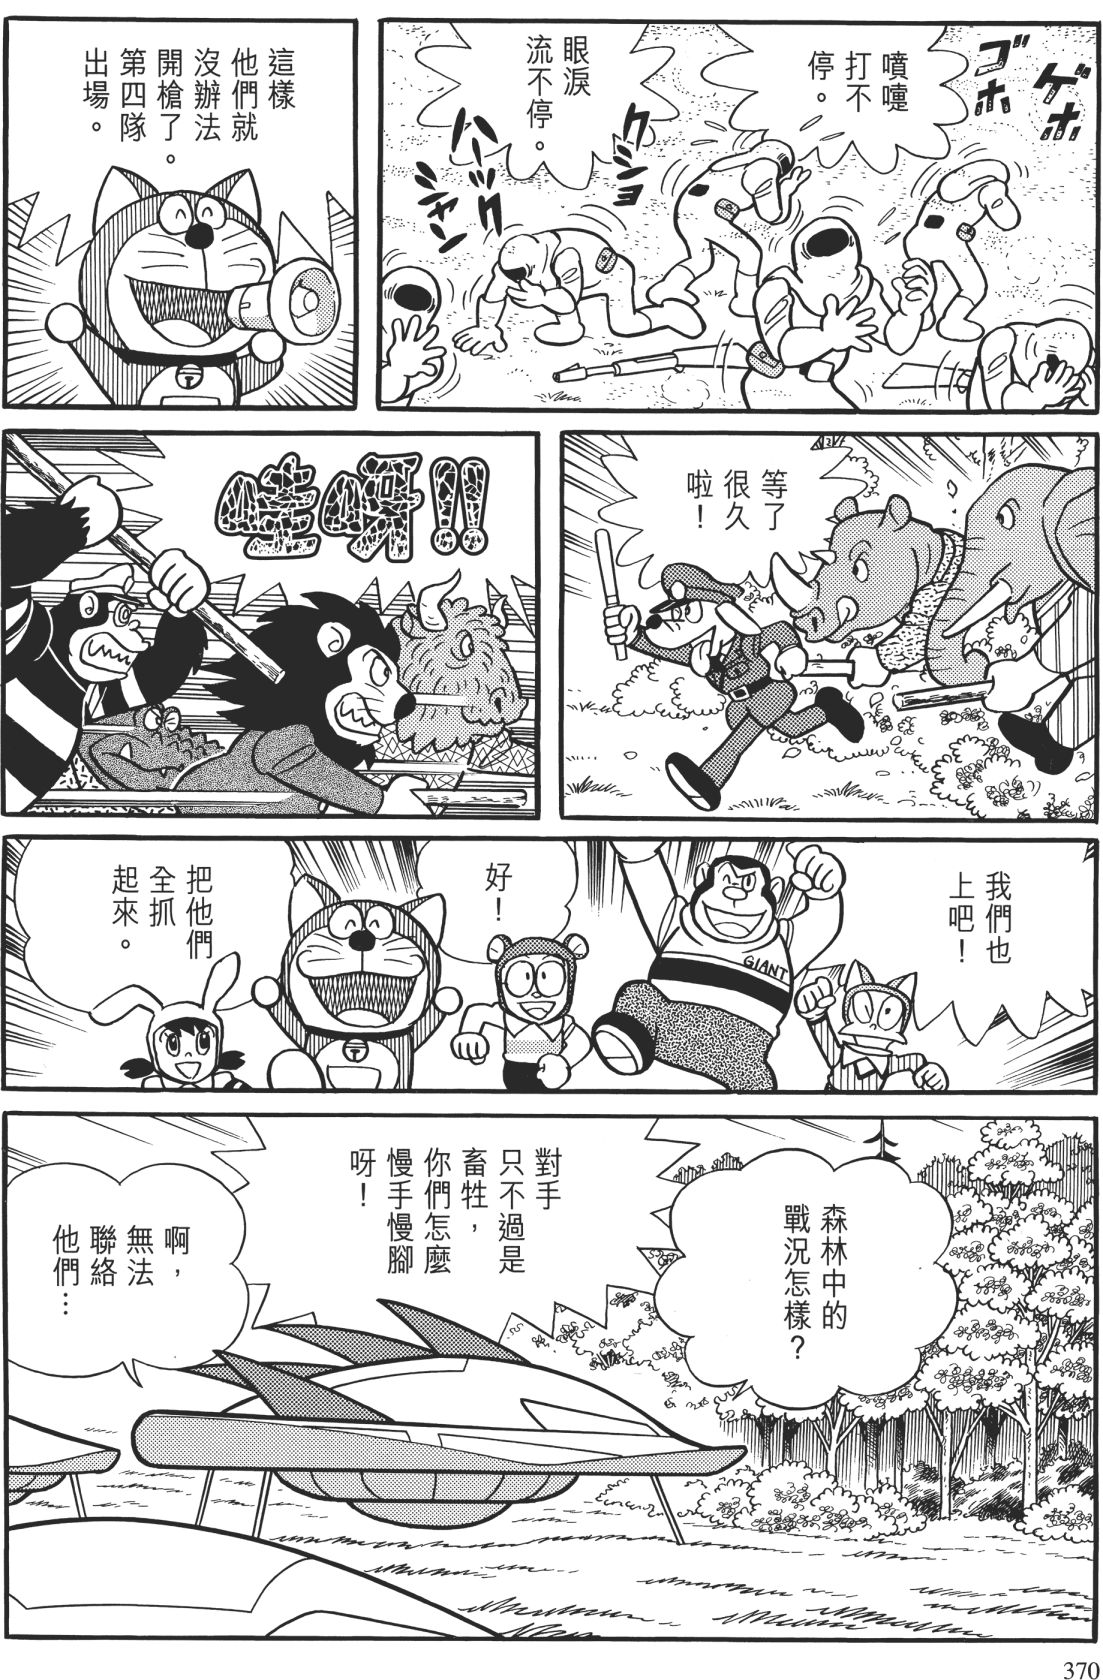 ゲホ
ゴホ
噴嚏
打不
停。
クショ
眼淚
流不停。
ハーックシャン
這樣
他們就
沒辦法
開槍了。
第四隊
出場。
等了
很久
啦！
哇呀!!
我們也
上吧！
GIANT
好！
把他們
全抓
起來。
森林中的
戰況怎樣？
對手
只不過是
畜牲，
你們怎麼
慢手慢腳
呀！
啊，
無法
聯絡
他們…
370